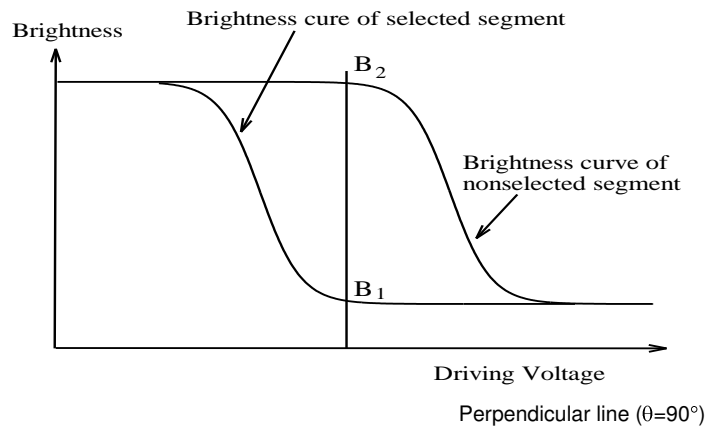 Brightness cure of selected segment
Brightness
B2
Brightness curve of
nonselected segment
B1
Driving Voltage
Perpendicular line (θ=90°)